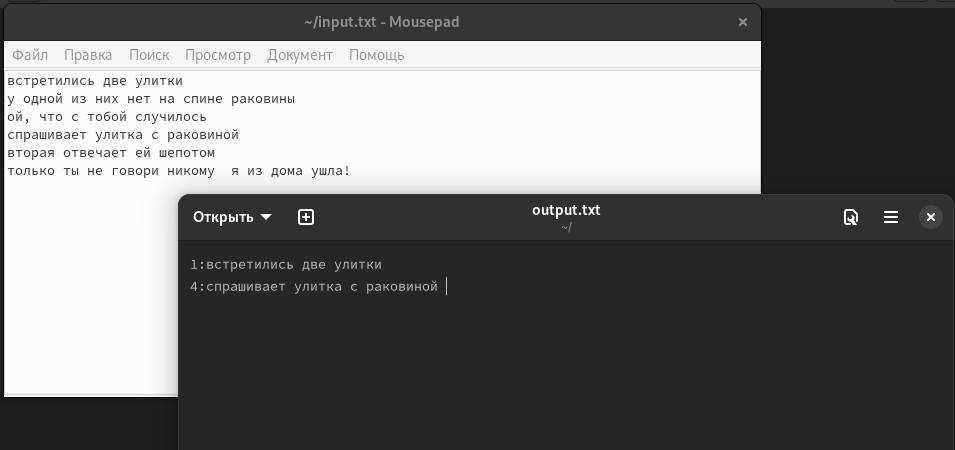 ~/input.txt - Mousepad
Файл Правка Поиск Просмотр Документ Помощь
встретились две улитки
у одной из них нет на спине раковины
ой, что с тобой случилось
спрашивает улитка с раковиной
вторая отвечает ей шепотом
только ты не говори никому  я из дома ушла!
Открыть
output.txt
~/
1:встретились две улитки
4:спрашивает улитка с раковиной